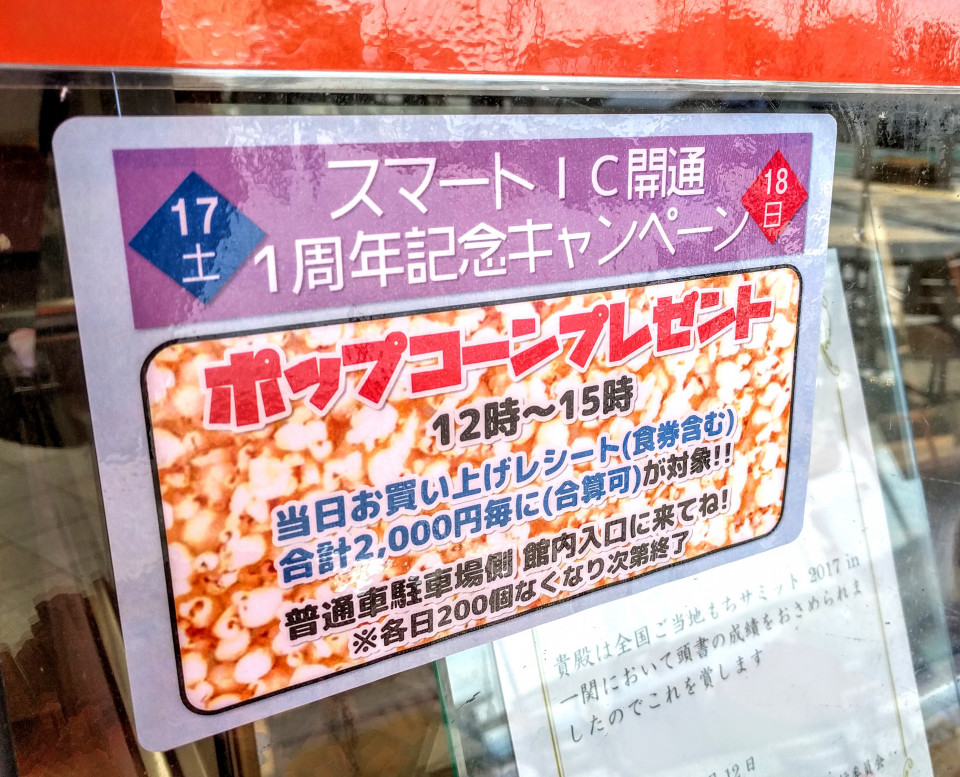 17
土
スマートIC開通
1周年記念キャンペーン
18
日
ポップコーンプレゼント
12時～15時
当日お買い上げレシート(食券含む)
合計2,000円毎に(合算可)が対象!!
普通車駐車場側 館内入口に来てね!
※各日200個なくなり次第終了
貴殿は全国ご当地もちサミット 2017 in
一関において頭書の成績をおさめられま
したのでこれを賞します
月12日